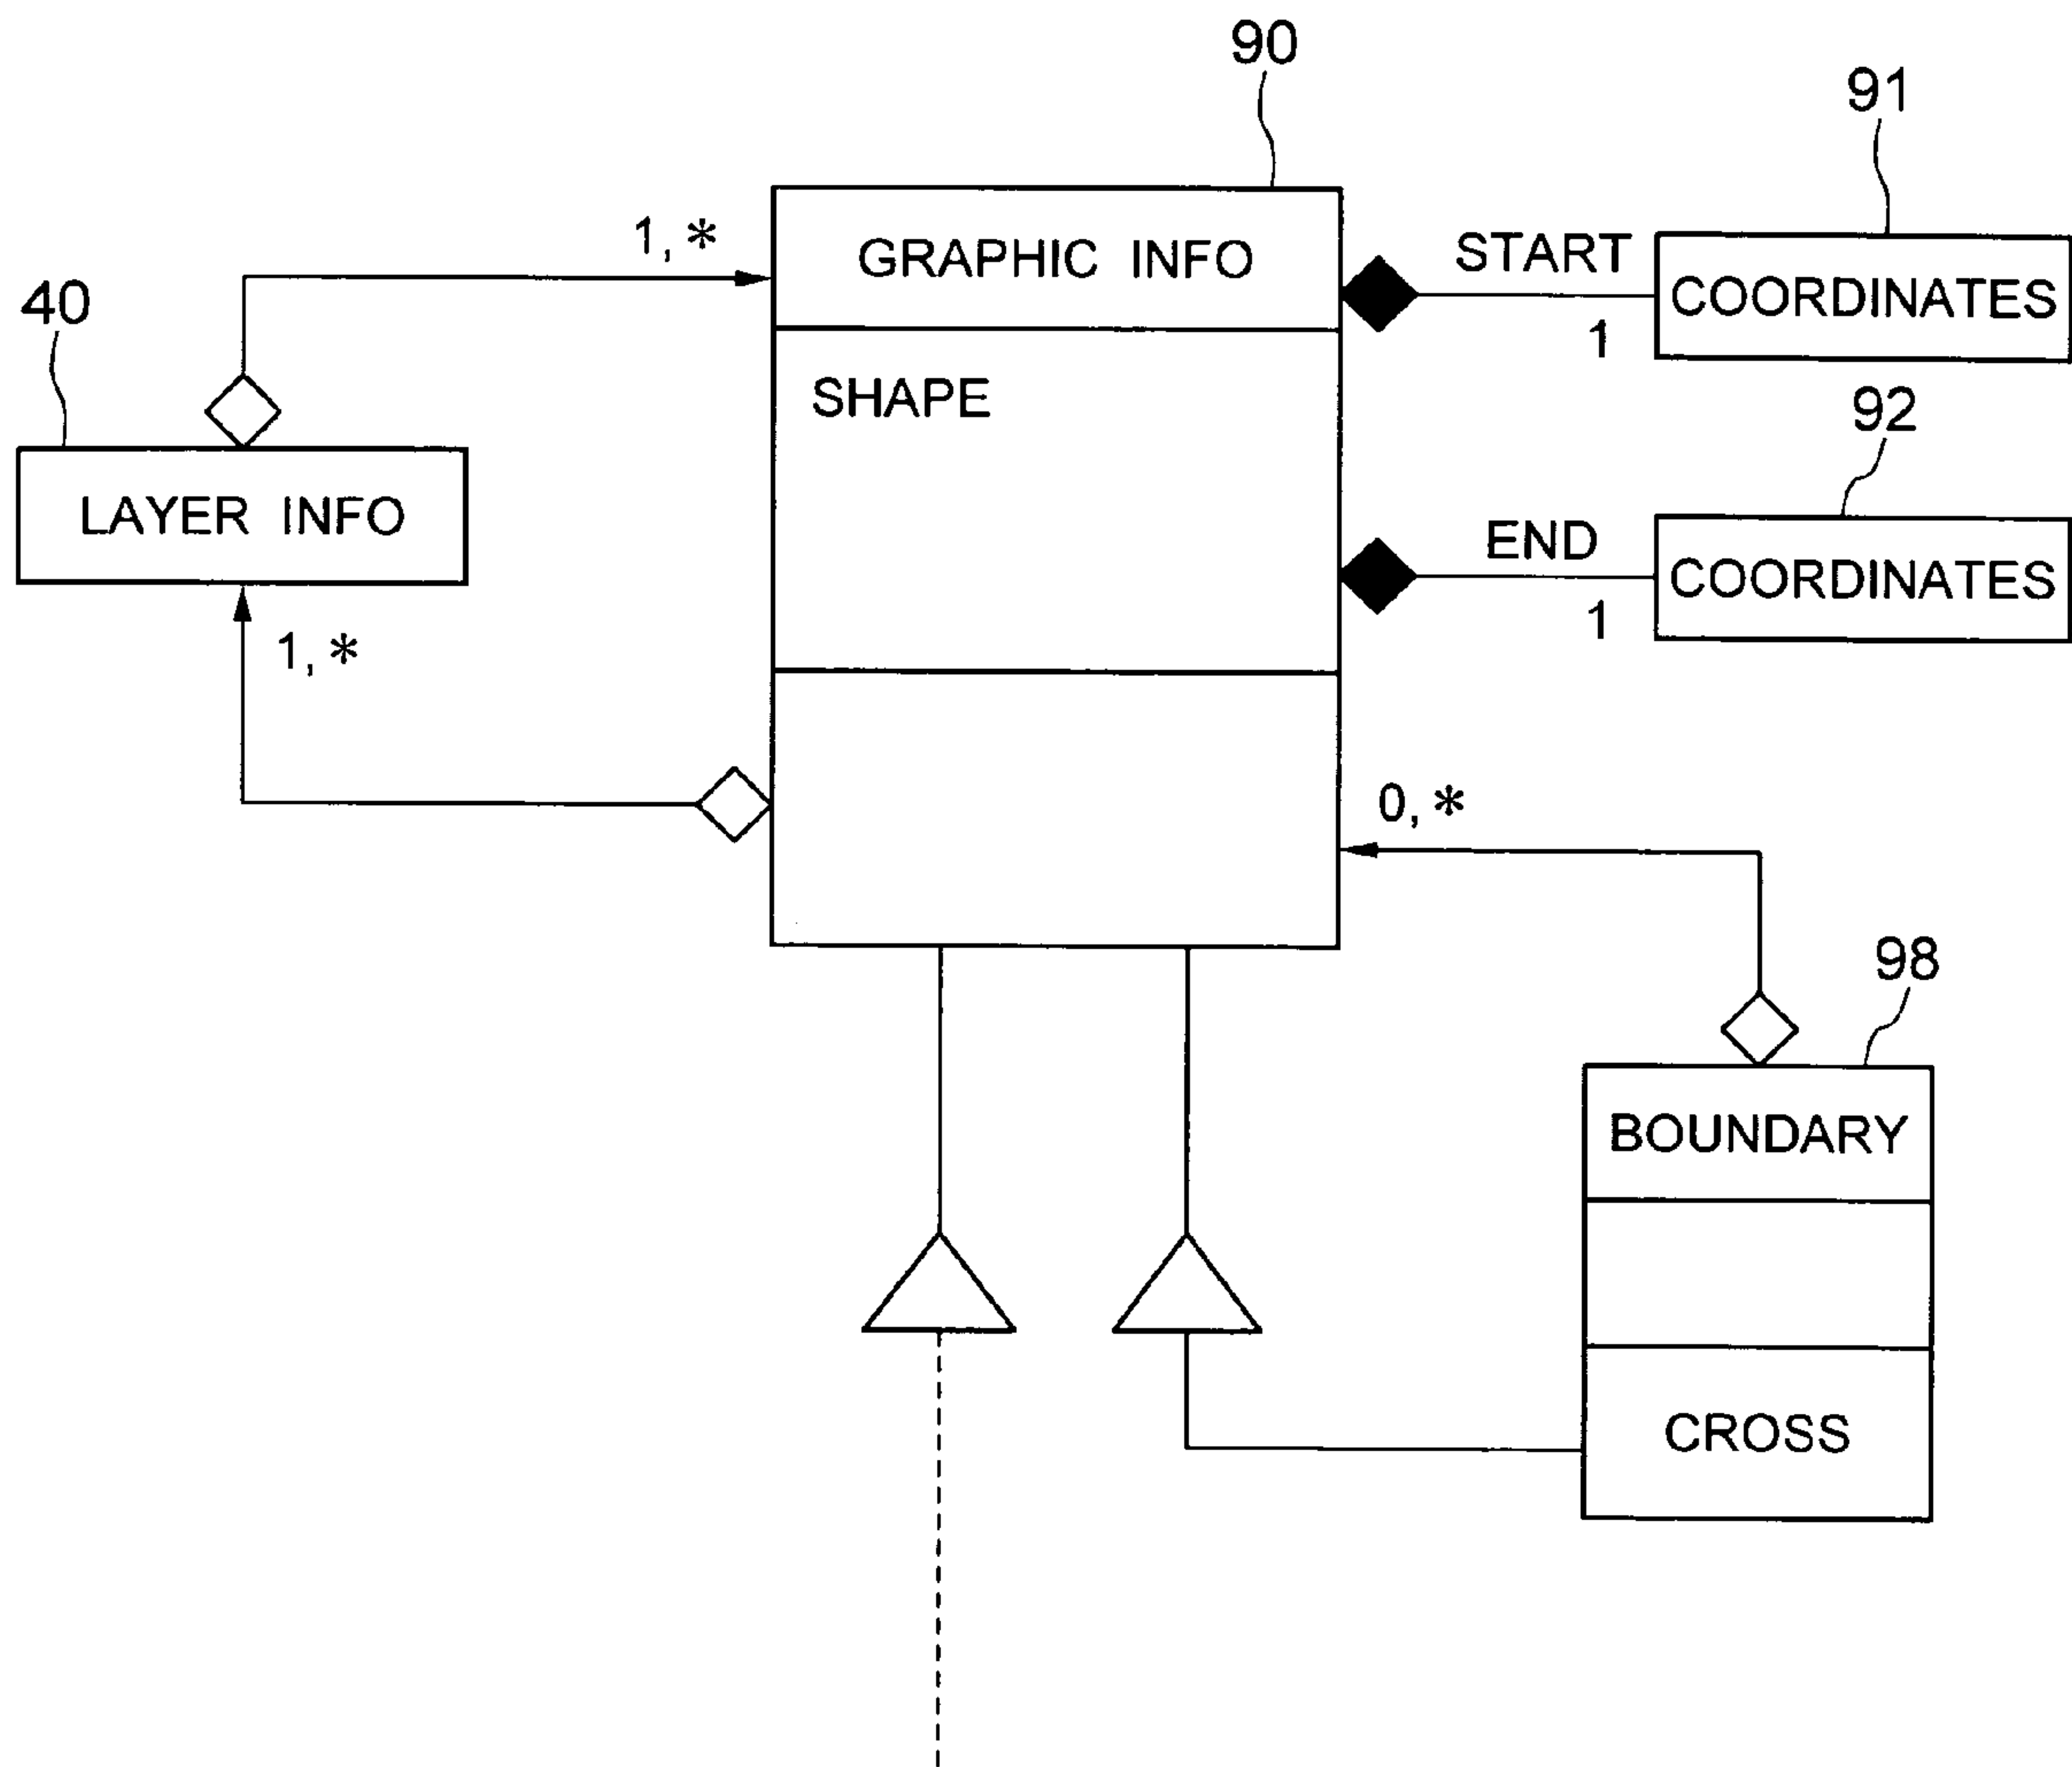 90
91
1, *
GRAPHIC INFO
START
COORDINATES
1
40
SHAPE
92
LAYER INFO
END
COORDINATES
1
1, *
0, *
98
BOUNDARY
CROSS